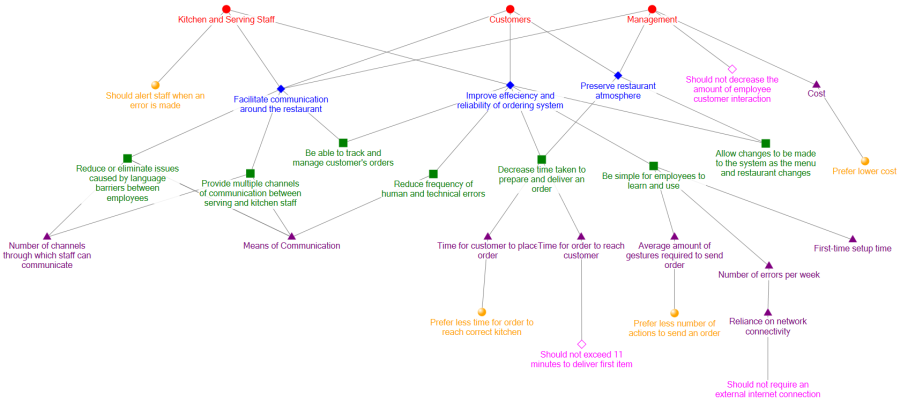 Kitchen and Serving Staff
Customers
Management
Should alert staff when an
error is made
Facilitate communication
around the restaurant
Improve effeciency and
reliability of ordering system
Preserve restaurant
atmosphere
Should not decrease the
amount of employee
customer interaction
Cost
Be able to track and
manage customer's orders
Allow changes to be made
to the system as the menu
and restaurant changes
Prefer lower cost
Reduce or eliminate issues
caused by language
barriers between
employees
Provide multiple channels
of communication between
serving and kitchen staff
Reduce frequency of
human and technical errors
Decrease time taken to
prepare and deliver an
order
Be simple for employees to
learn and use
Number of channels
through which staff can
communicate
Means of Communication
Time for customer to place
order
Time for order to reach
customer
Average amount of
gestures required to send
order
First-time setup time
Number of errors per week
Prefer less time for order to
reach correct kitchen
Prefer less number of
actions to send an order
Reliance on network
connectivity
Should not exceed 11
minutes to deliver first item
Should not require an
external internet connection